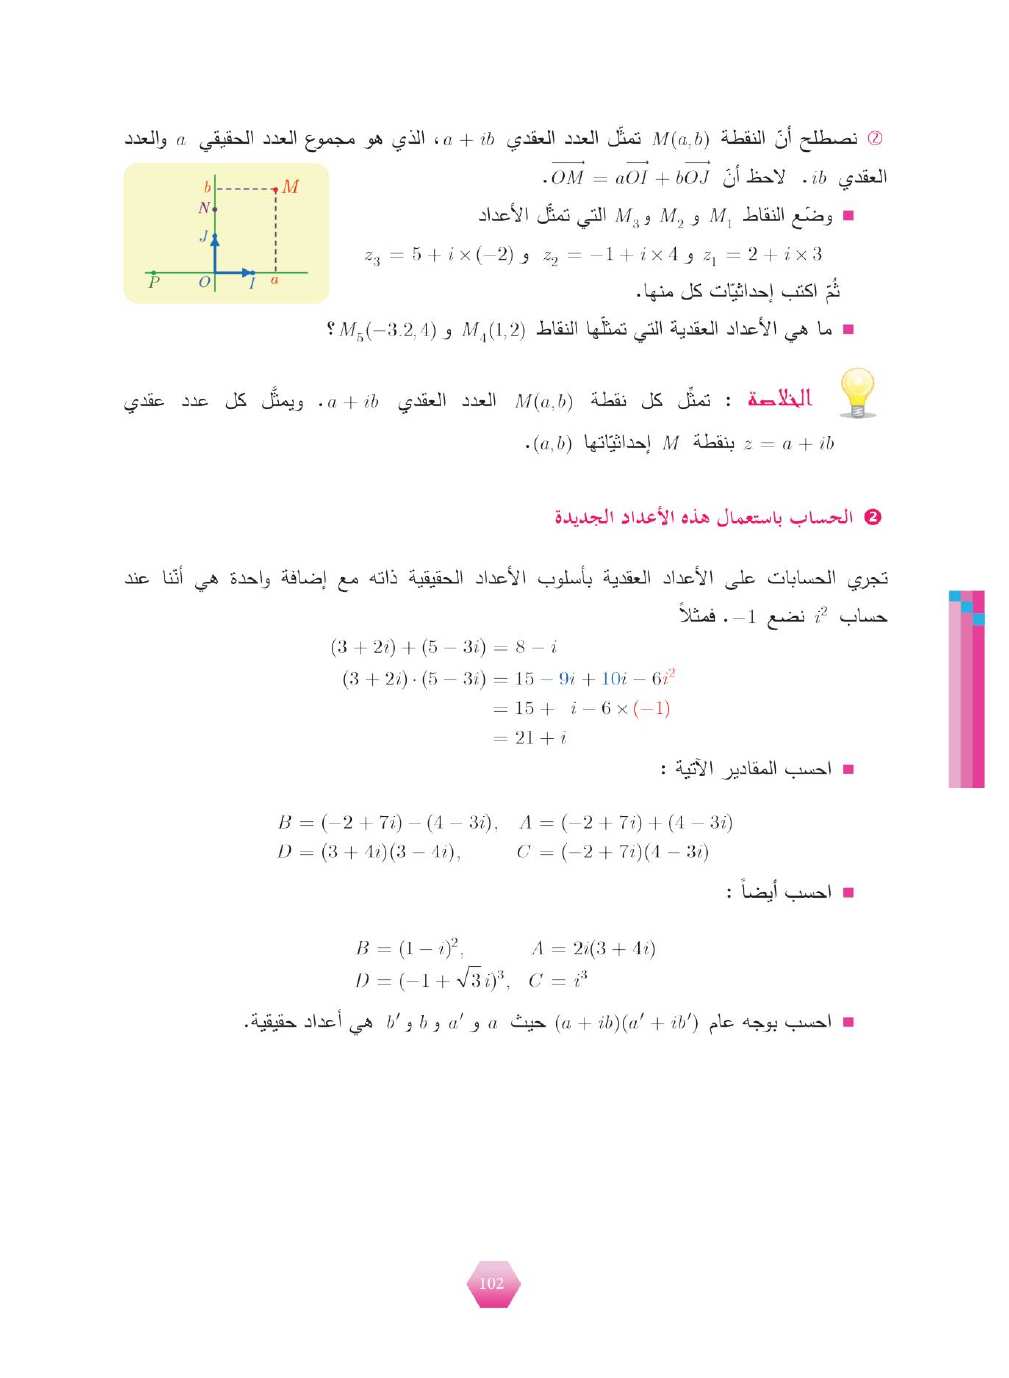 ② نصطلح أنّ النقطة M(a,b) تمثّل العدد العقدي a + ib، الذي هو مجموع العدد الحقيقي a والعدد
العقدي ib. لاحظ أنّ $\overrightarrow{OM} = a\overrightarrow{OI} + b\overrightarrow{OJ}$.
b
M
N
J
P
O
I
a
■ وضّع النقاط M₁ و M₂ و M₃ التي تمثّل الأعداد
z₁ = 2 + i×3 و z₂ = −1 + i×4 و z₃ = 5 + i×(−2)
ثُمّ اكتب إحداثيّات كل منها.
■ ما هي الأعداد العقدية التي تمثلّها النقاط M₄(1,2) و M₅(−3.2,4) ؟
الخلاصة : تمثّل كل نقطة M(a,b) العدد العقدي a + ib. ويمثَّل كل عدد عقدي
z = a + ib بنقطة M إحداثيّاتها (a,b).
❷ الحساب باستعمال هذه الأعداد الجديدة
تجري الحسابات على الأعداد العقدية بأسلوب الأعداد الحقيقية ذاته مع إضافة واحدة هي أنّنا عند
حساب i² نضع −1. فمثلاً
(3 + 2i) + (5 − 3i) = 8 − i
(3 + 2i)·(5 − 3i) = 15 − 9i + 10i − 6i²
= 15 + i − 6×(−1)
= 21 + i
■ احسب المقادير الآتية :
B = (−2 + 7i) − (4 − 3i), A = (−2 + 7i) + (4 − 3i)
D = (3 + 4i)(3 − 4i), C = (−2 + 7i)(4 − 3i)
■ احسب أيضاً :
B = (1 − i)², A = 2i(3 + 4i)
D = (−1 + √3 i)³, C = i³
■ احسب بوجه عام (a + ib)(a′ + ib′) حيث a و a′ و b و b′ هي أعداد حقيقية.
102